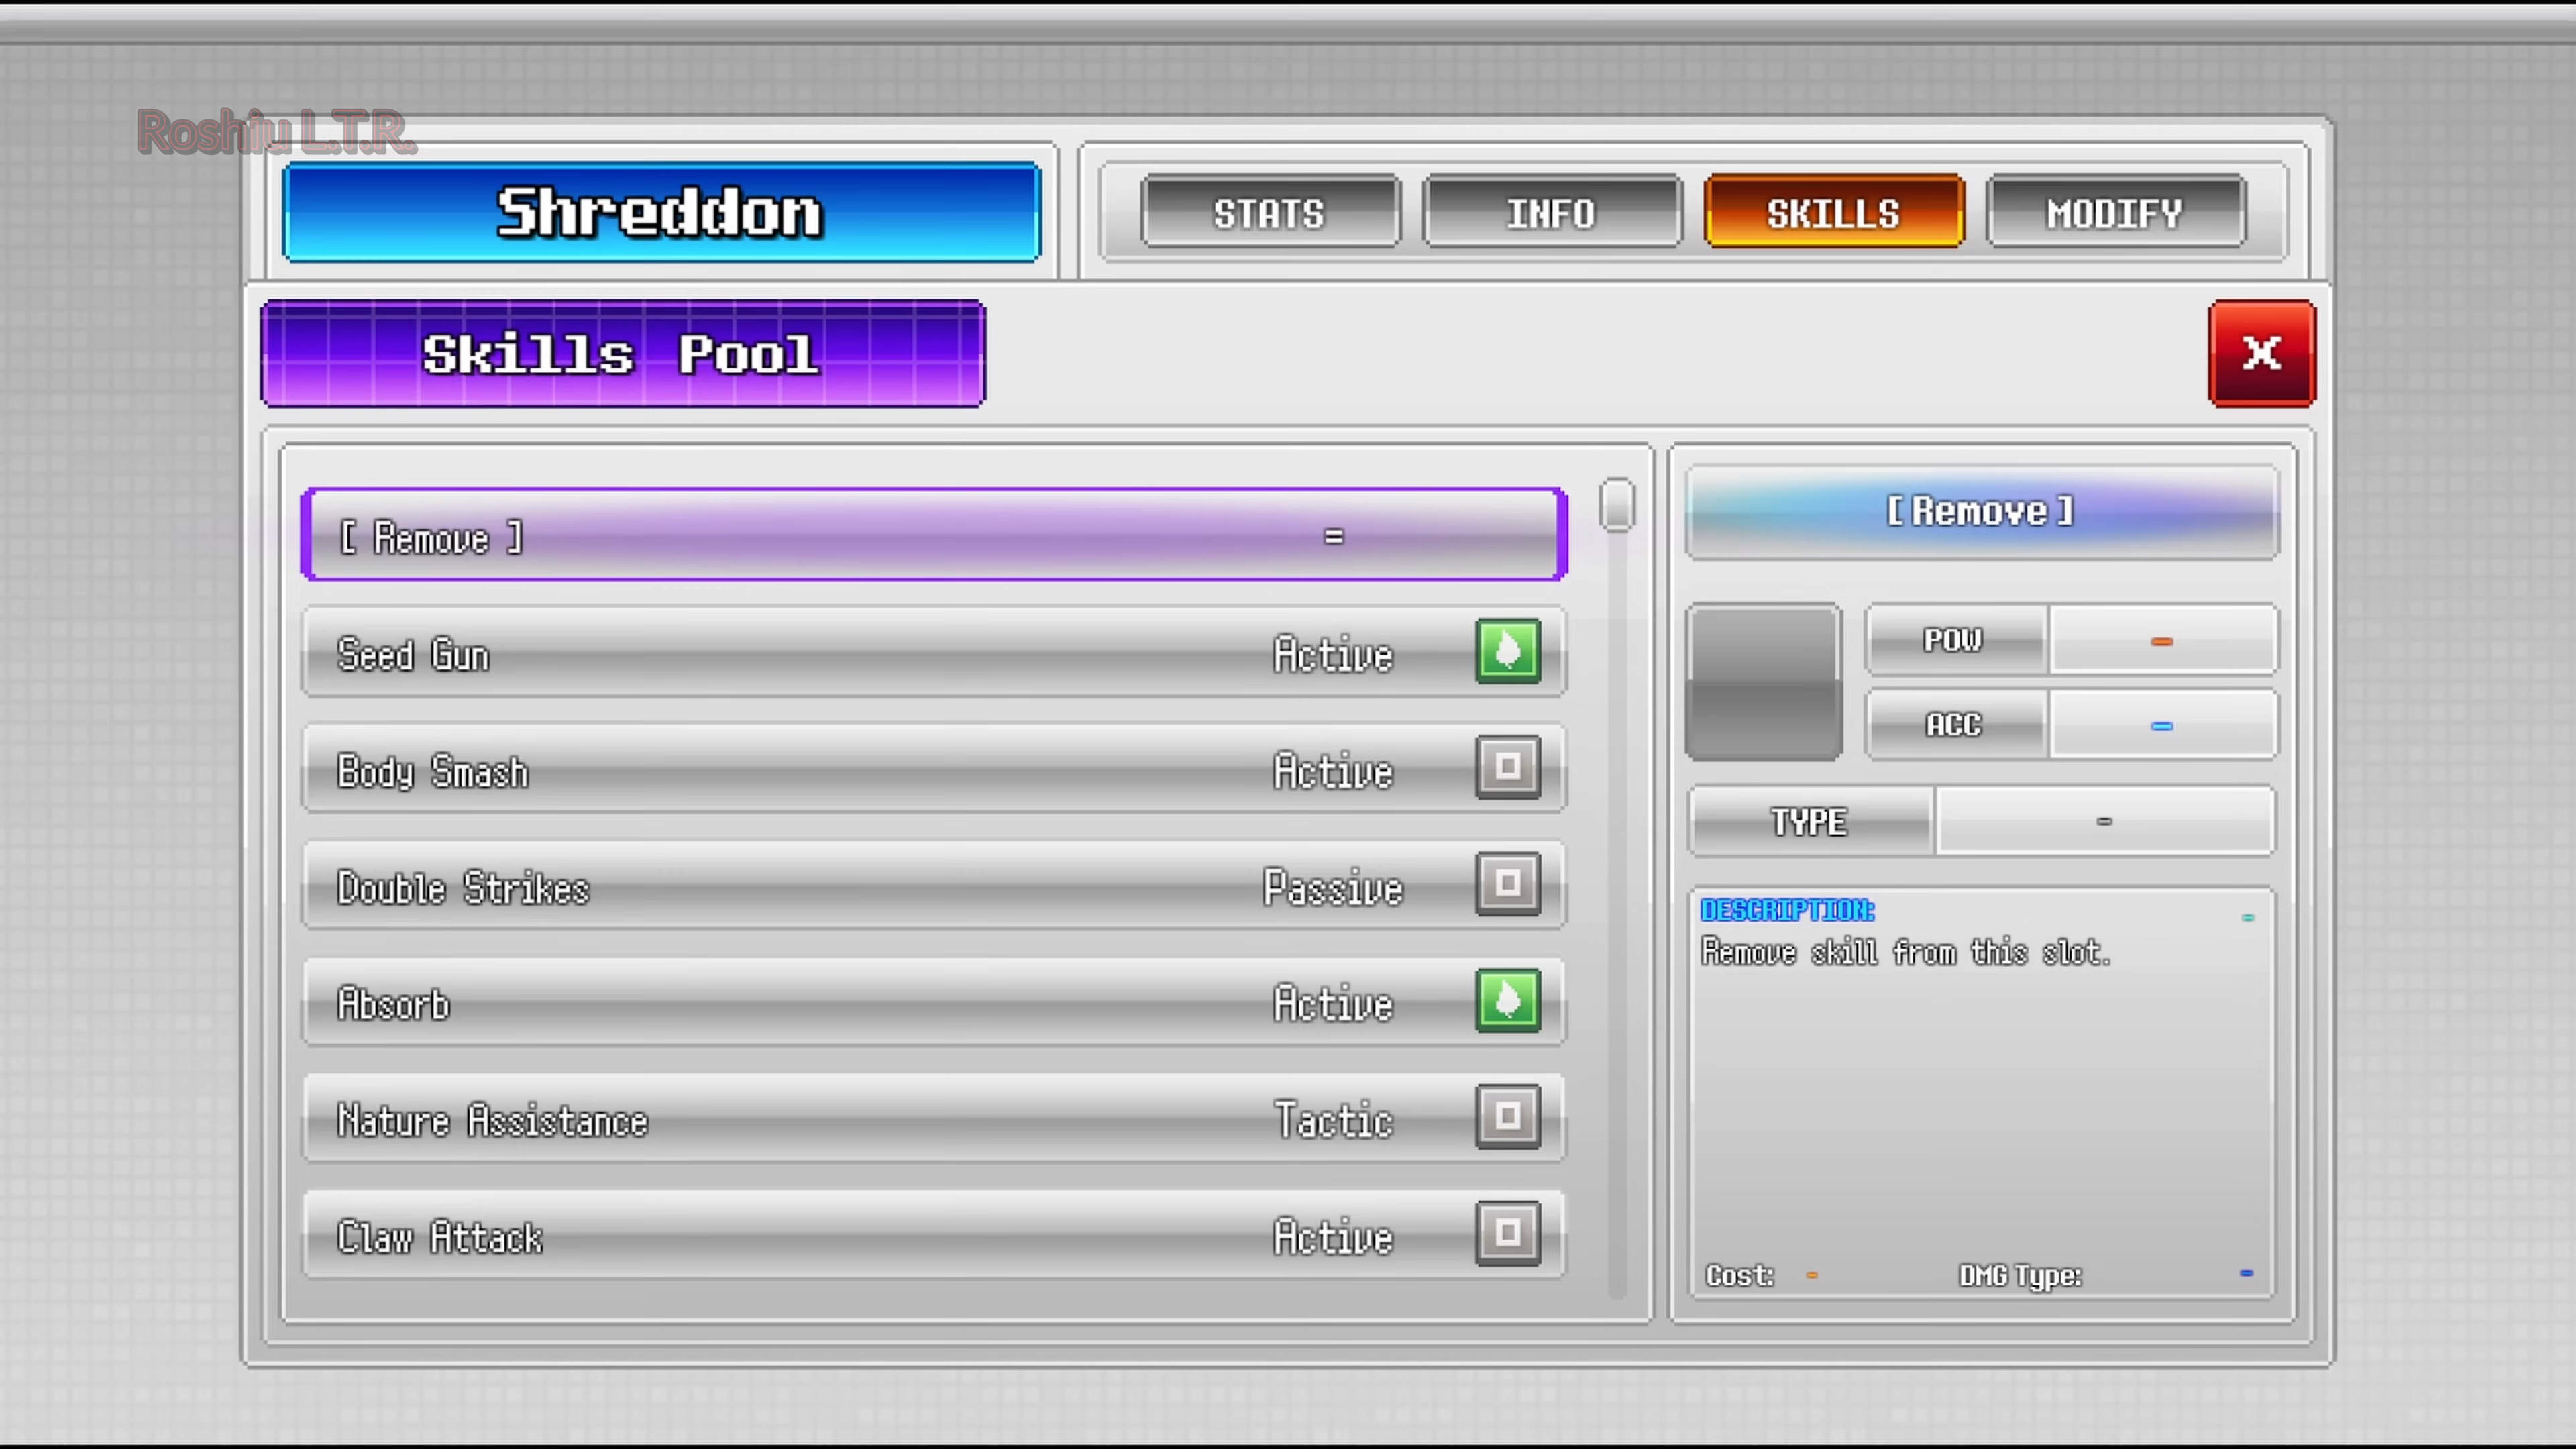 Roshiu L.T.R.
Shreddon
STATS INFO SKILLS MODIFY
Skills Pool
X
[ Remove ] =
Seed Gun Active
Body Smash Active
Double Strikes Passive
Absorb Active
Nature Assistance Tactic
Claw Attack Active
[ Remove ]
POW -
ACC -
TYPE -
DESCRIPTION: -
Remove skill from this slot.
Cost: - DMG Type: -